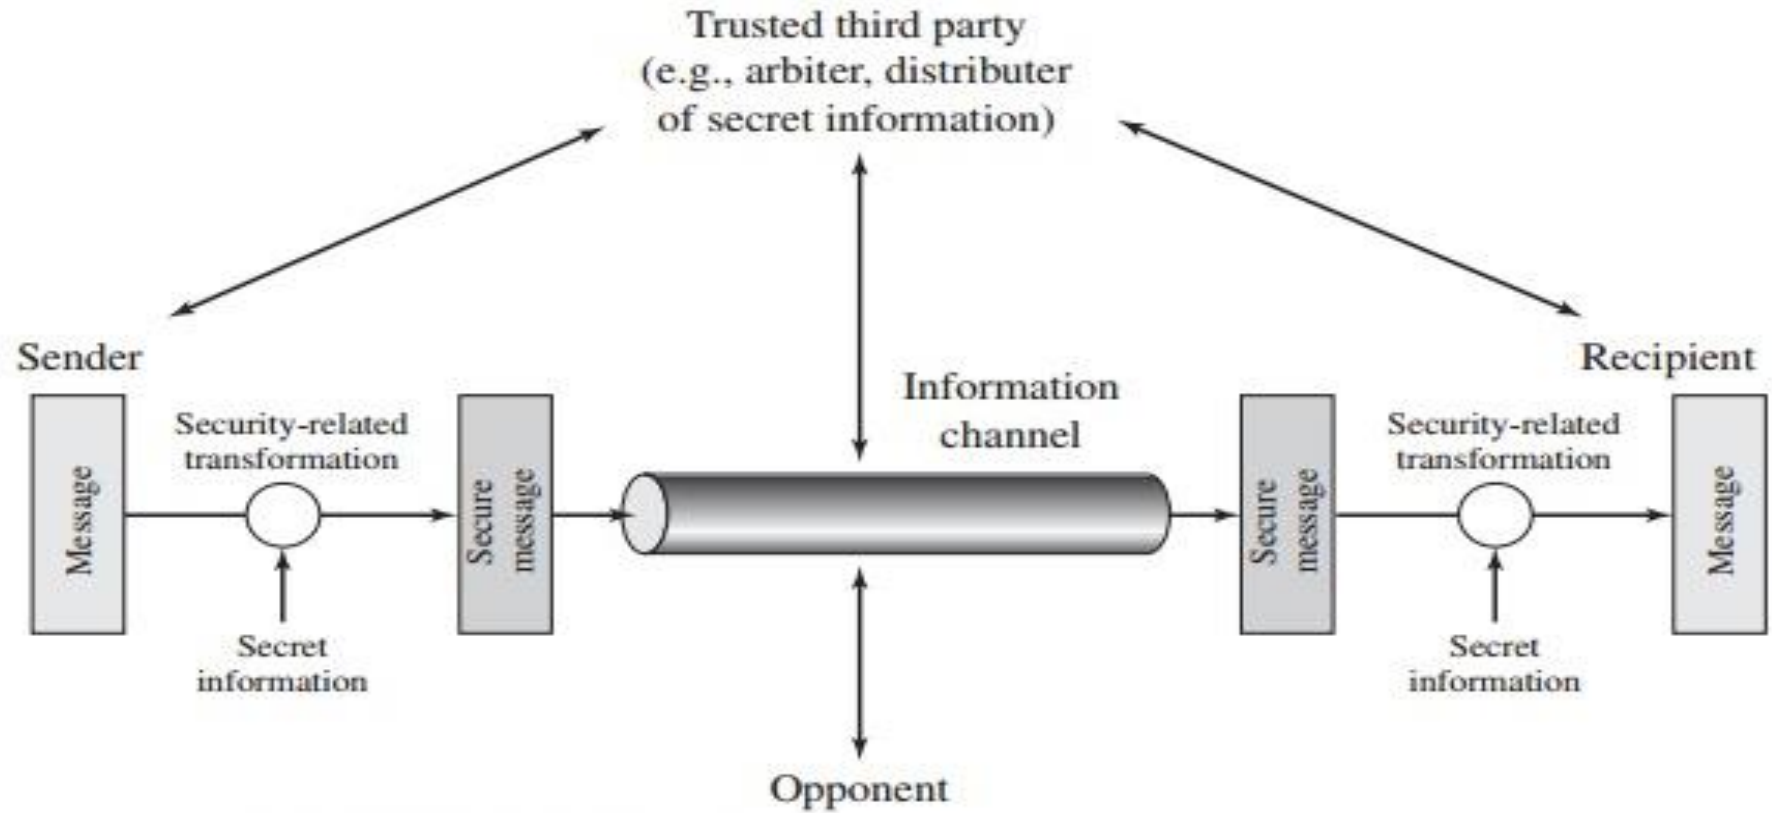 Trusted third party
(e.g., arbiter, distributer
of secret information)
Sender
Recipient
Information
channel
Security-related
transformation
Security-related
transformation
Message
Secure
message
Secure
message
Message
Secret
information
Secret
information
Opponent